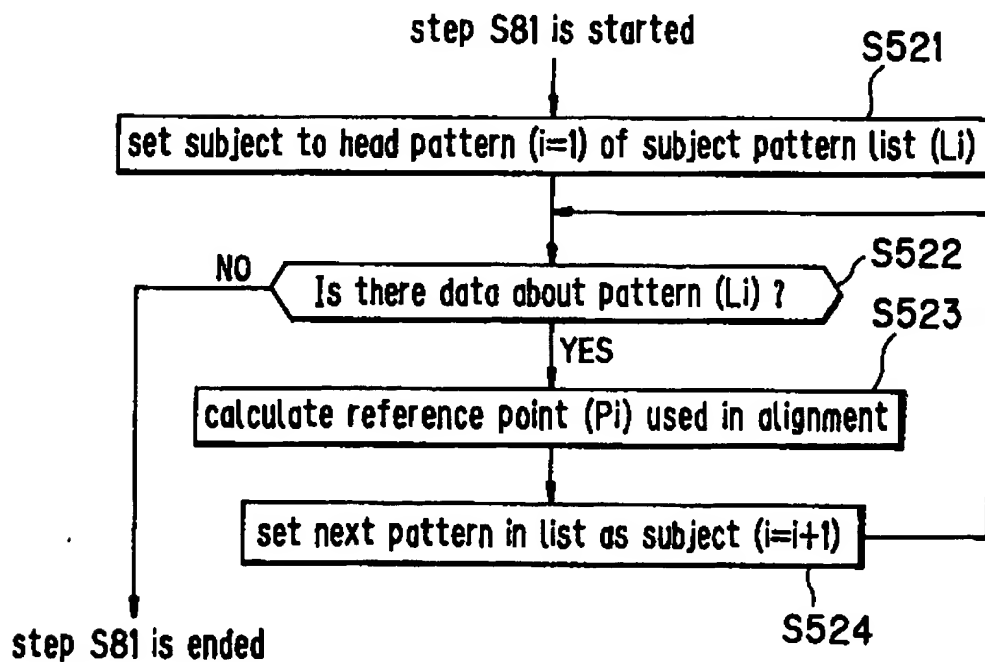 step S81 is started
S521
set subject to head pattern (i=1) of subject pattern list (Li)
S522
NO
Is there data about pattern (Li) ?
S523
YES
calculate reference point (Pi) used in alignment
set next pattern in list as subject (i=i+1)
S524
step S81 is ended